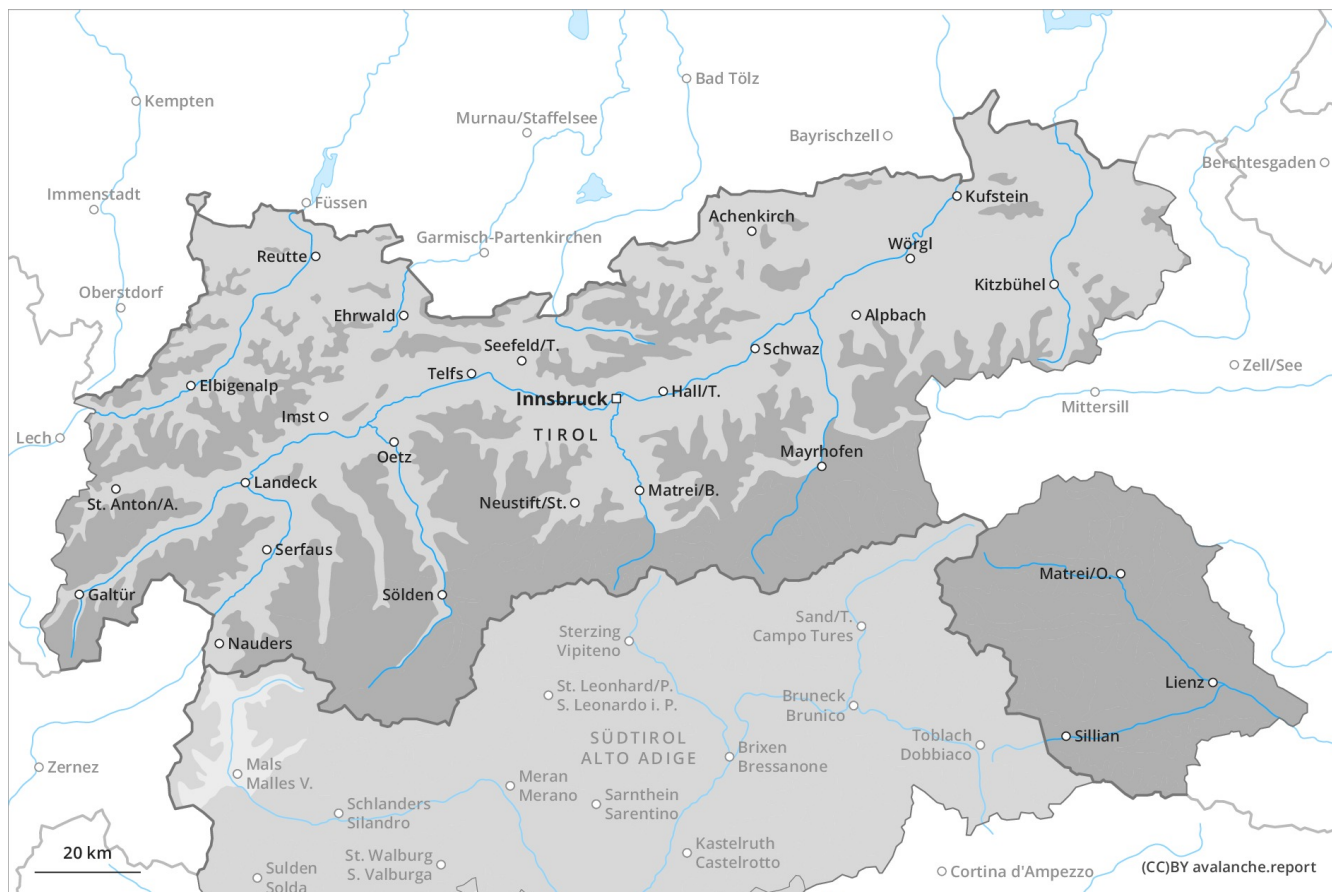 Bad Tölz
Kempten
Murnau/Staffelsee
Bayrischzell
Berchtesgaden
Immenstadt
Füssen
Kufstein
Achenkirch
Garmisch-Partenkirchen
Wörgl
Reutte
Kitzbühel
Oberstdorf
Ehrwald
Alpbach
Seefeld/T.
Schwaz
Zell/See
Telfs
Elbigenalp
Hall/T.
Innsbruck
Mittersill
Imst
TIROL
Lech
Oetz
Mayrhofen
Landeck
Matrei/B.
St. Anton/A.
Neustift/St.
Serfaus
Matrei/O.
Galtür
Sölden
Sand/T.
Campo Tures
Sterzing
Vipiteno
Nauders
Lienz
St. Leonhard/P.
S. Leonardo i. P.
Bruneck
Brunico
SÜDTIROL
ALTO ADIGE
Toblach
Dobbiaco
Sillian
Brixen
Bressanone
Zernez
Mals
Malles V.
Meran
Merano
Schlanders
Silandro
Sarnthein
Sarentino
Kastelruth
Castelrotto
20 km
St. Walburg
S. Valburga
Sulden
Solda
Cortina d'Ampezzo
(CC)BY avalanche.report